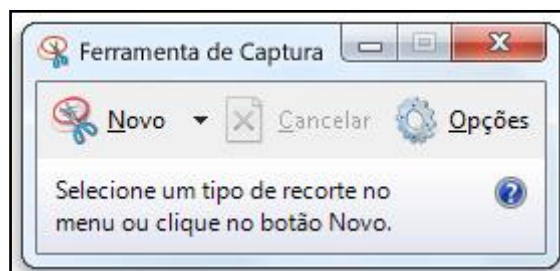 Ferramenta de Captura
Novo Cancelar Opções
Selecione um tipo de recorte no
menu ou clique no botão Novo.